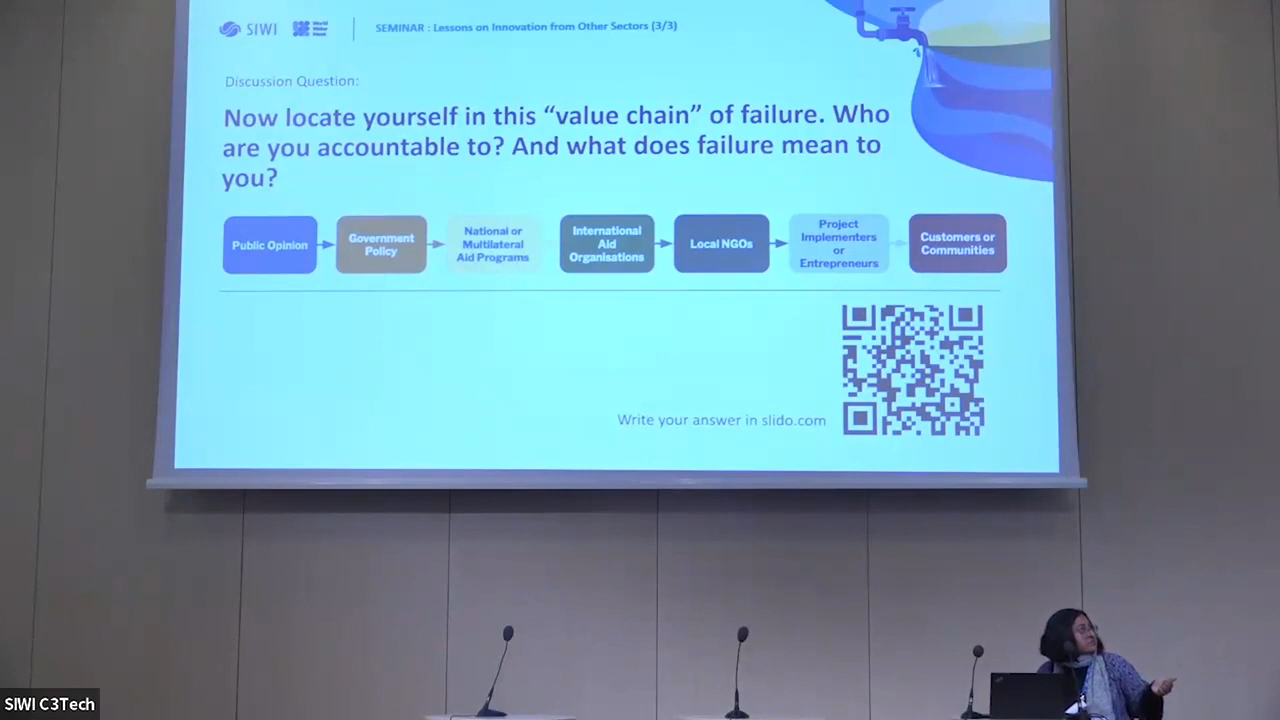 SIWI
World
Water
Week
SEMINAR : Lessons on Innovation from Other Sectors (3/3)
Discussion Question:
Now locate yourself in this “value chain” of failure. Who
are you accountable to? And what does failure mean to
you?
Public Opinion
Government
Policy
National or
Multilateral
Aid Programs
International
Aid
Organisations
Local NGOs
Project
Implementers
or
Entrepreneurs
Customers or
Communities
Write your answer in slido.com
SIWI C3Tech